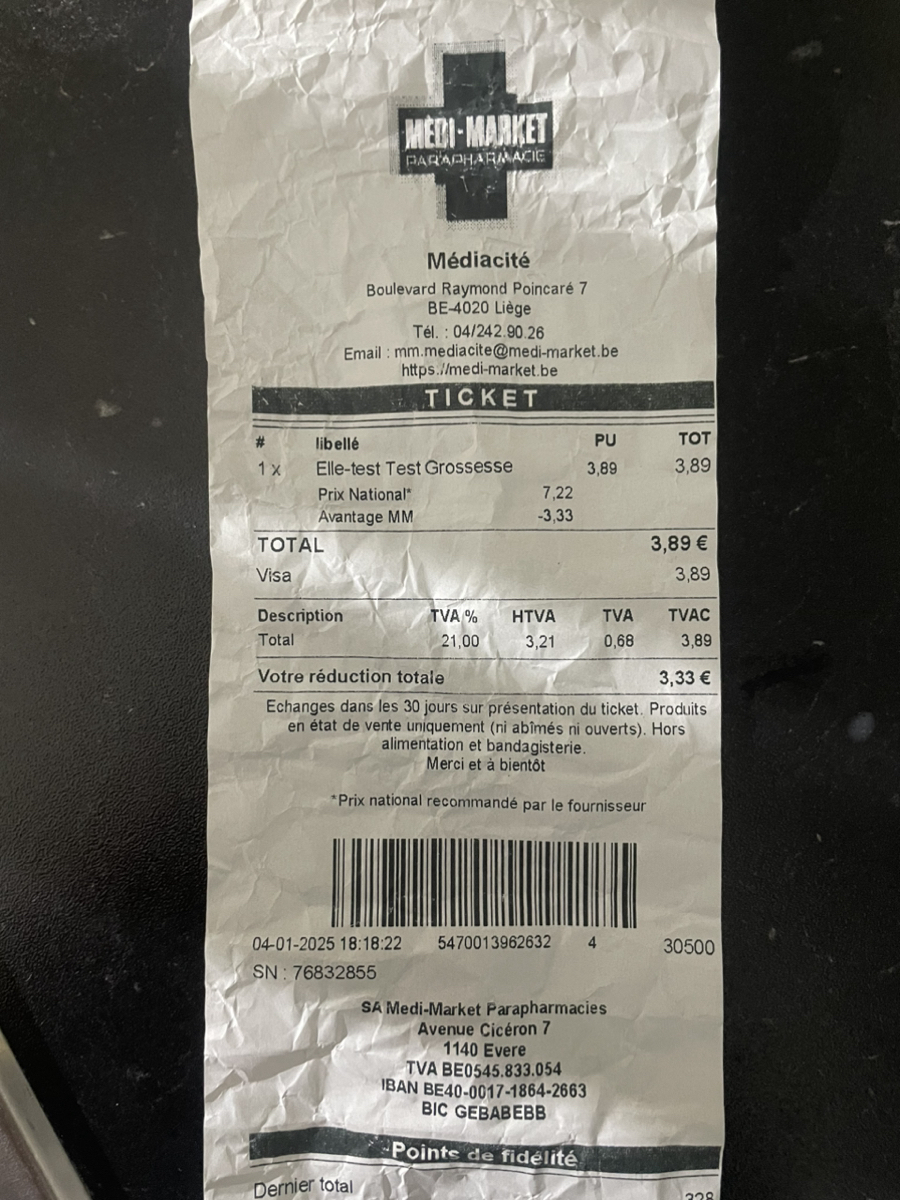 MEDI-MARKET
PARAPHARMACIE
Médiacité
Boulevard Raymond Poincaré 7
BE-4020 Liège
Tél. : 04/242.90.26
Email : mm.mediacite@medi-market.be
https://medi-market.be
TICKET
# libellé PU TOT
1 x Elle-test Test Grossesse 3,89 3,89
Prix National* 7,22
Avantage MM -3,33
TOTAL 3,89 €
Visa 3,89
Description TVA % HTVA TVA TVAC
Total 21,00 3,21 0,68 3,89
Votre réduction totale 3,33 €
Echanges dans les 30 jours sur présentation du ticket. Produits
en état de vente uniquement (ni abîmés ni ouverts). Hors
alimentation et bandagisterie.
Merci et à bientôt
*Prix national recommandé par le fournisseur
04-01-2025 18:18:22 5470013962632 4 30500
SN : 76832855
SA Medi-Market Parapharmacies
Avenue Cicéron 7
1140 Evere
TVA BE0545.833.054
IBAN BE40-0017-1864-2663
BIC GEBABEBB
Points de fidélité
Dernier total 328